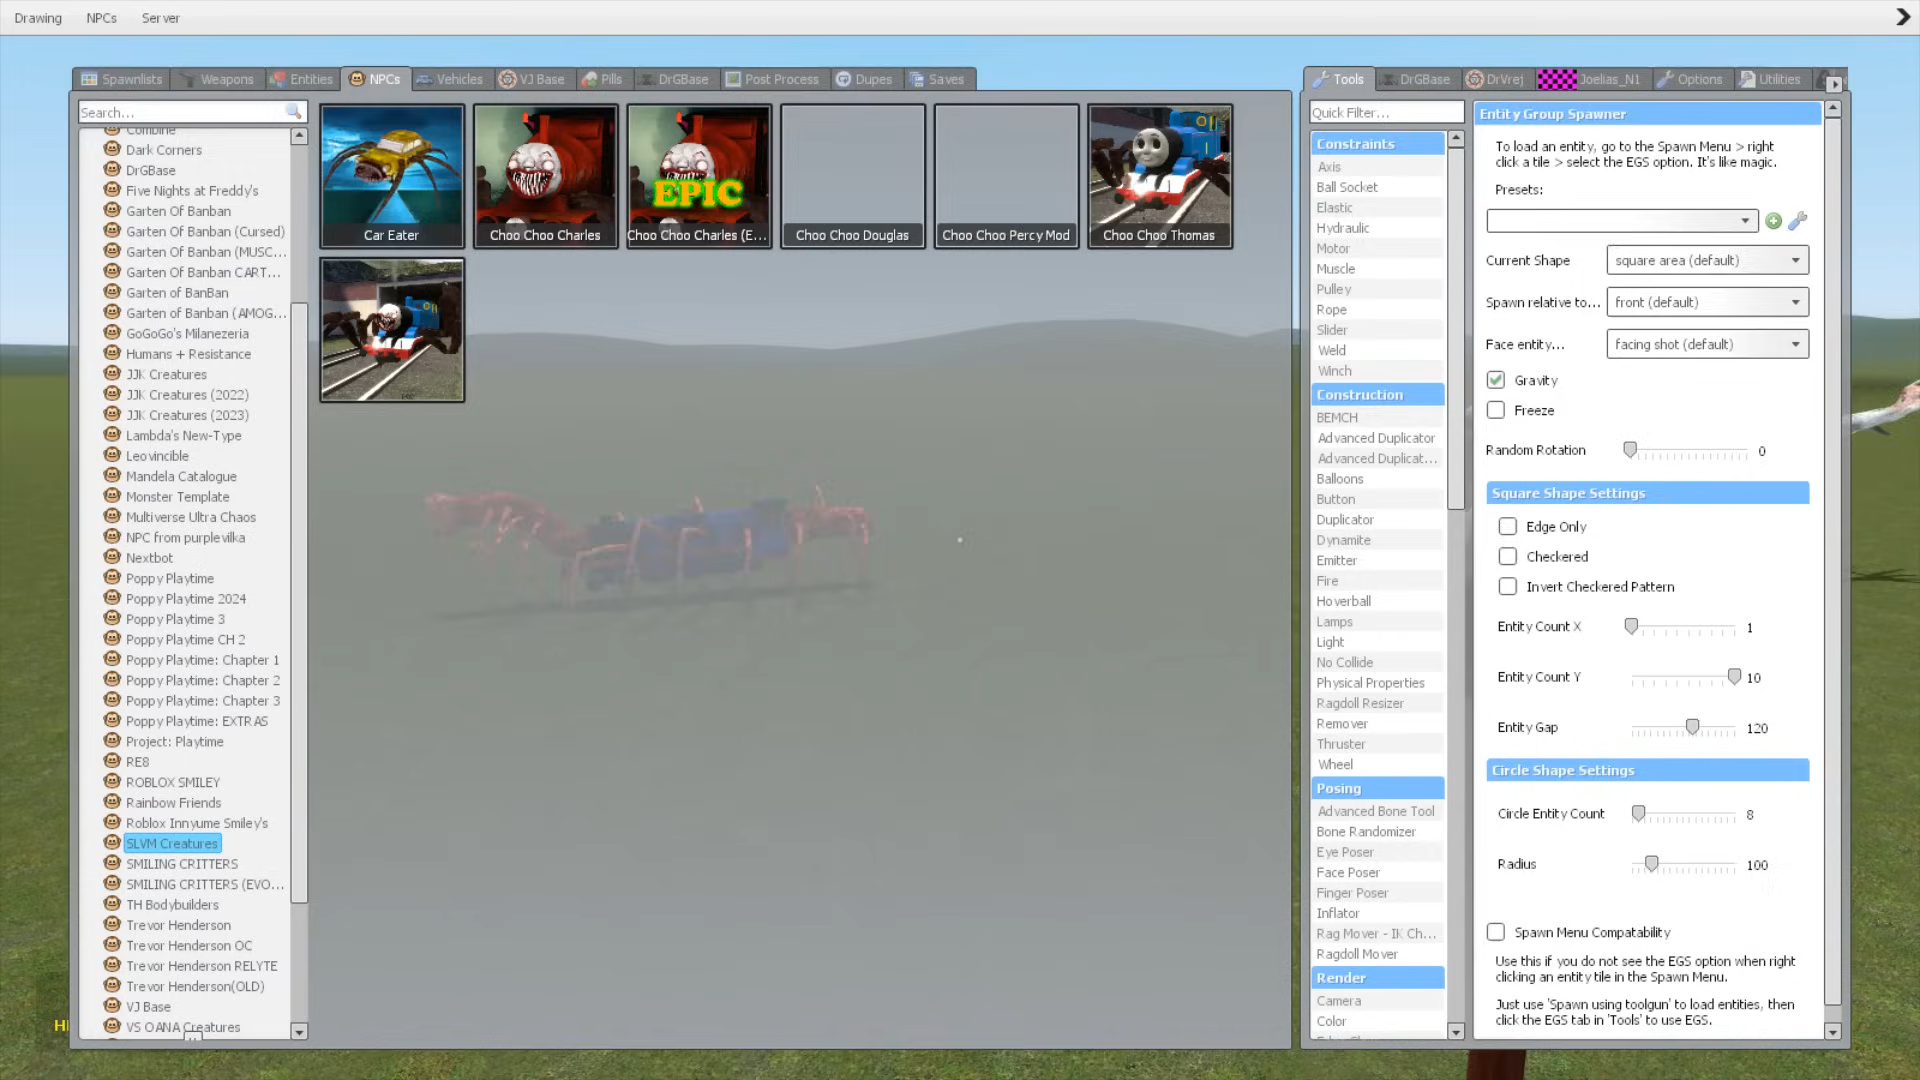 Drawing NPCs Server
Spawnlists Weapons Entities NPCs Vehicles VJ Base Pills DrGBase Post Process Dupes Saves
Search...
Combine
Dark Corners
DrGBase
Five Nights at Freddy's
Garten Of Banban
Garten Of Banban (Cursed)
Garten Of Banban (MUSC...
Garten Of Banban CART...
Garten of BanBan
Garten of Banban (AMOG...
GoGoGo's Milanezeria
Humans + Resistance
JJK Creatures
JJK Creatures (2022)
JJK Creatures (2023)
Lambda's New-Type
Leovincible
Mandela Catalogue
Monster Template
Multiverse Ultra Chaos
NPC from purplevilka
Nextbot
Poppy Playtime
Poppy Playtime 2024
Poppy Playtime 3
Poppy Playtime CH 2
Poppy Playtime: Chapter 1
Poppy Playtime: Chapter 2
Poppy Playtime: Chapter 3
Poppy Playtime: EXTRAS
Project: Playtime
RE8
ROBLOX SMILEY
Rainbow Friends
Roblox Innyume Smiley's
SLVM Creatures
SMILING CRITTERS
SMILING CRITTERS (EVO...
TH Bodybuilders
Trevor Henderson
Trevor Henderson OC
Trevor Henderson RELYTE
Trevor Henderson(OLD)
VJ Base
VS OANA Creatures
EPIC
Car Eater
Choo Choo Charles
Choo Choo Charles (E...
Choo Choo Douglas
Choo Choo Percy Mod
Choo Choo Thomas
Tools DrGBase DrVrej Joelias_N1 Options Utilities
Quick Filter...
Constraints
Axis
Ball Socket
Elastic
Hydraulic
Motor
Muscle
Pulley
Rope
Slider
Weld
Winch
Construction
BEMCH
Advanced Duplicator
Advanced Duplicat...
Balloons
Button
Duplicator
Dynamite
Emitter
Fire
Hoverball
Lamps
Light
No Collide
Physical Properties
Ragdoll Resizer
Remover
Thruster
Wheel
Posing
Advanced Bone Tool
Bone Randomizer
Eye Poser
Face Poser
Finger Poser
Inflator
Rag Mover - IK Ch...
Ragdoll Mover
Render
Camera
Color
Entity Group Spawner
To load an entity, go to the Spawn Menu > right
click a tile > select the EGS option. It's like magic.
Presets:
Current Shape square area (default)
Spawn relative to... front (default)
Face entity... facing shot (default)
Gravity
Freeze
Random Rotation 0
Square Shape Settings
Edge Only
Checkered
Invert Checkered Pattern
Entity Count X 1
Entity Count Y 10
Entity Gap 120
Circle Shape Settings
Circle Entity Count 8
Radius 100
Spawn Menu Compatability
Use this if you do not see the EGS option when right
clicking an entity tile in the Spawn Menu.
Just use 'Spawn using toolgun' to load entities, then
click the EGS tab in 'Tools' to use EGS.